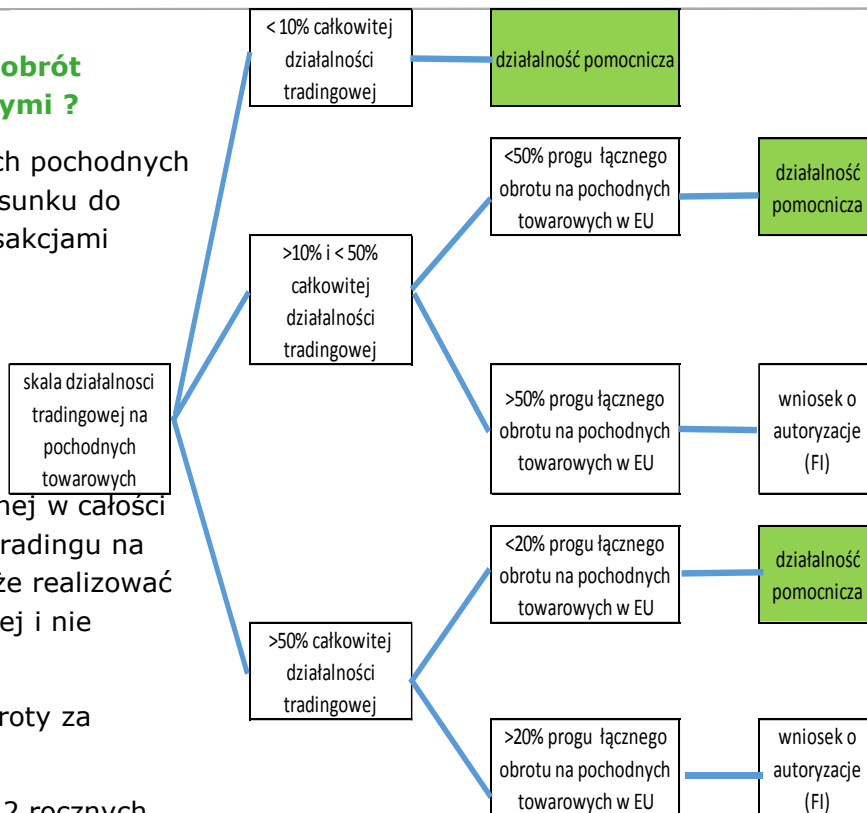 obrót
ymi ?
ch pochodnych
sunku do
sakcjami
nej w całości
radingu na
że realizować
ej i nie
roty za
2 rocznych
skala działalnosci
tradingowej na
pochodnych
towarowych
< 10% całkowitej
działalności
tradingowej
działalność pomocnicza
>10% i < 50%
całkowitej
działalności
tradingowej
<50% progu łącznego
obrotu na pochodnych
towarowych w EU
działalność
pomocnicza
>50% progu łącznego
obrotu na pochodnych
towarowych w EU
wniosek o
autoryzacje
(FI)
>50% całkowitej
działalności
tradingowej
<20% progu łącznego
obrotu na pochodnych
towarowych w EU
działalność
pomocnicza
>20% progu łącznego
obrotu na pochodnych
towarowych w EU
wniosek o
autoryzacje
(FI)